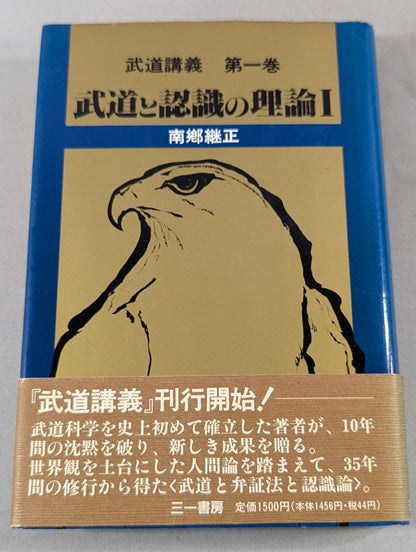 武道講義 第一巻
武道と認識の理論I
南郷継正
『武道講義』刊行開始!
武道科学を史上初めて確立した著者が、10年
間の沈黙を破り、新しき成果を贈る。
世界観を土台にした人間論を踏まえて、35年
間の修行から得た〈武道と弁証法と認識論〉。
三一書房 定価1500円(本体1456円・税44円)